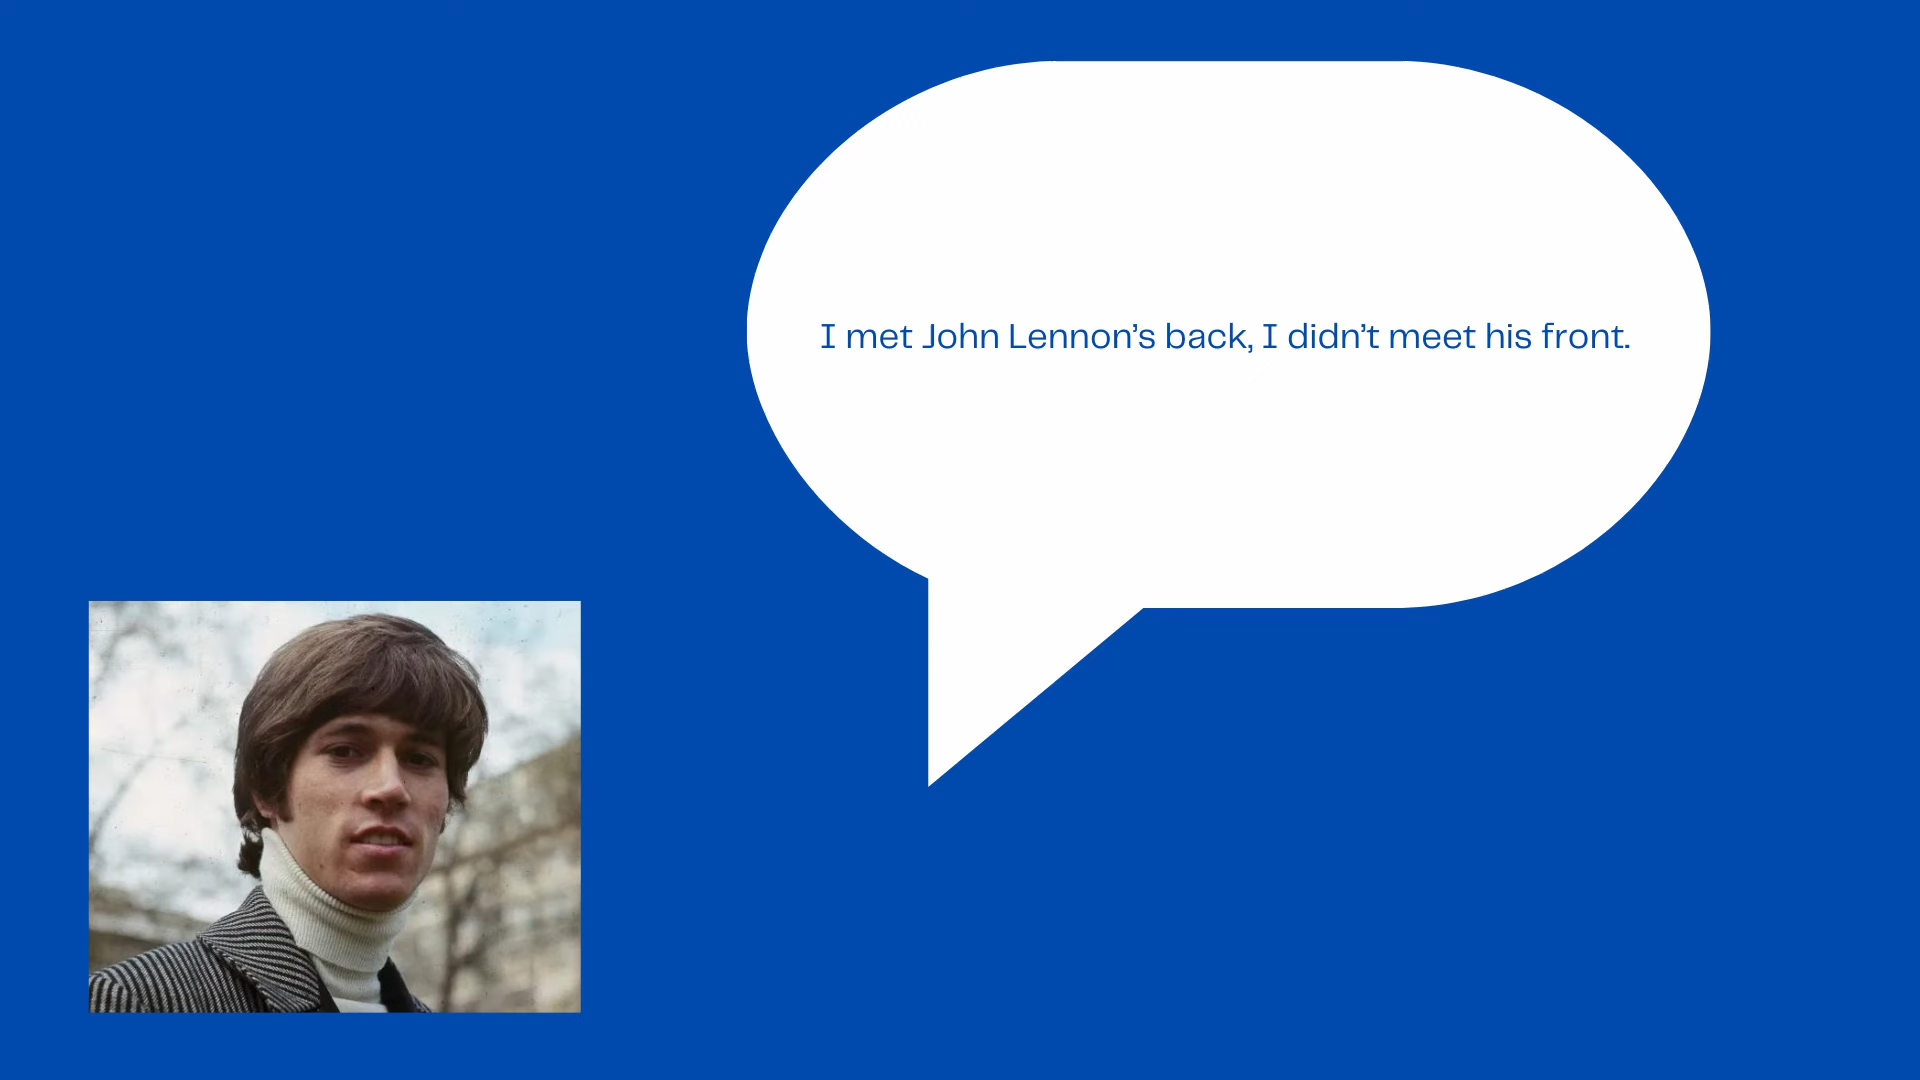 I met John Lennon’s back, I didn’t meet his front.